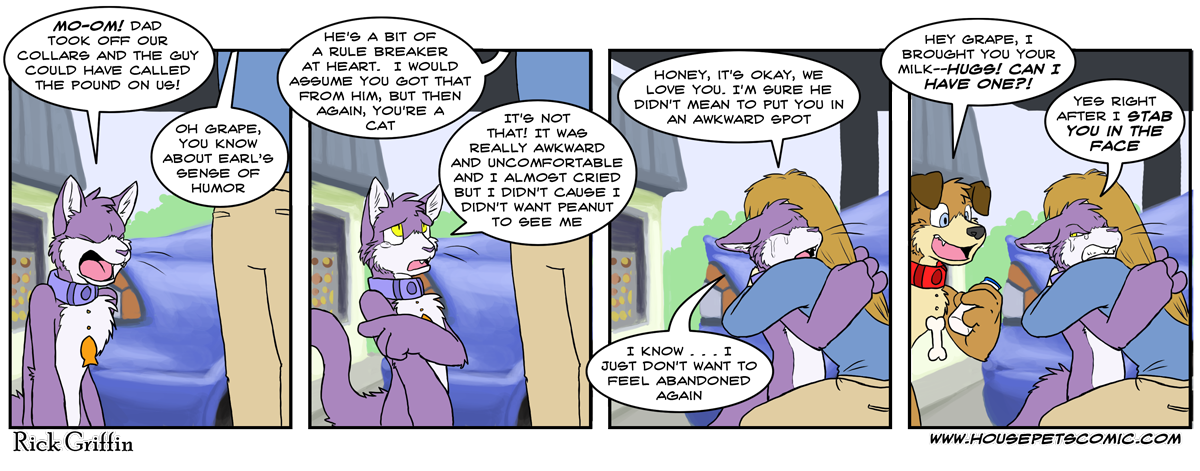 MO-OM! DAD
TOOK OFF OUR
COLLARS AND THE GUY
COULD HAVE CALLED
THE POUND ON US!
OH GRAPE,
YOU KNOW
ABOUT EARL'S
SENSE OF
HUMOR
HE'S A BIT OF
A RULE BREAKER
AT HEART. I WOULD
ASSUME YOU GOT THAT
FROM HIM, BUT THEN
AGAIN, YOU'RE A
CAT
IT'S NOT
THAT! IT WAS
REALLY AWKWARD
AND UNCOMFORTABLE
AND I ALMOST CRIED
BUT I DIDN'T CAUSE I
DIDN'T WANT PEANUT
TO SEE ME
HONEY, IT'S OKAY, WE
LOVE YOU. I'M SURE HE
DIDN'T MEAN TO PUT YOU IN
AN AWKWARD SPOT
I KNOW . . . I
JUST DON'T WANT TO
FEEL ABANDONED
AGAIN
HEY GRAPE, I
BROUGHT YOU YOUR
MILK--HUGS! CAN I
HAVE ONE?!
YES RIGHT
AFTER I STAB
YOU IN THE
FACE
Rick Griffin
WWW.HOUSEPETSCOMIC.COM